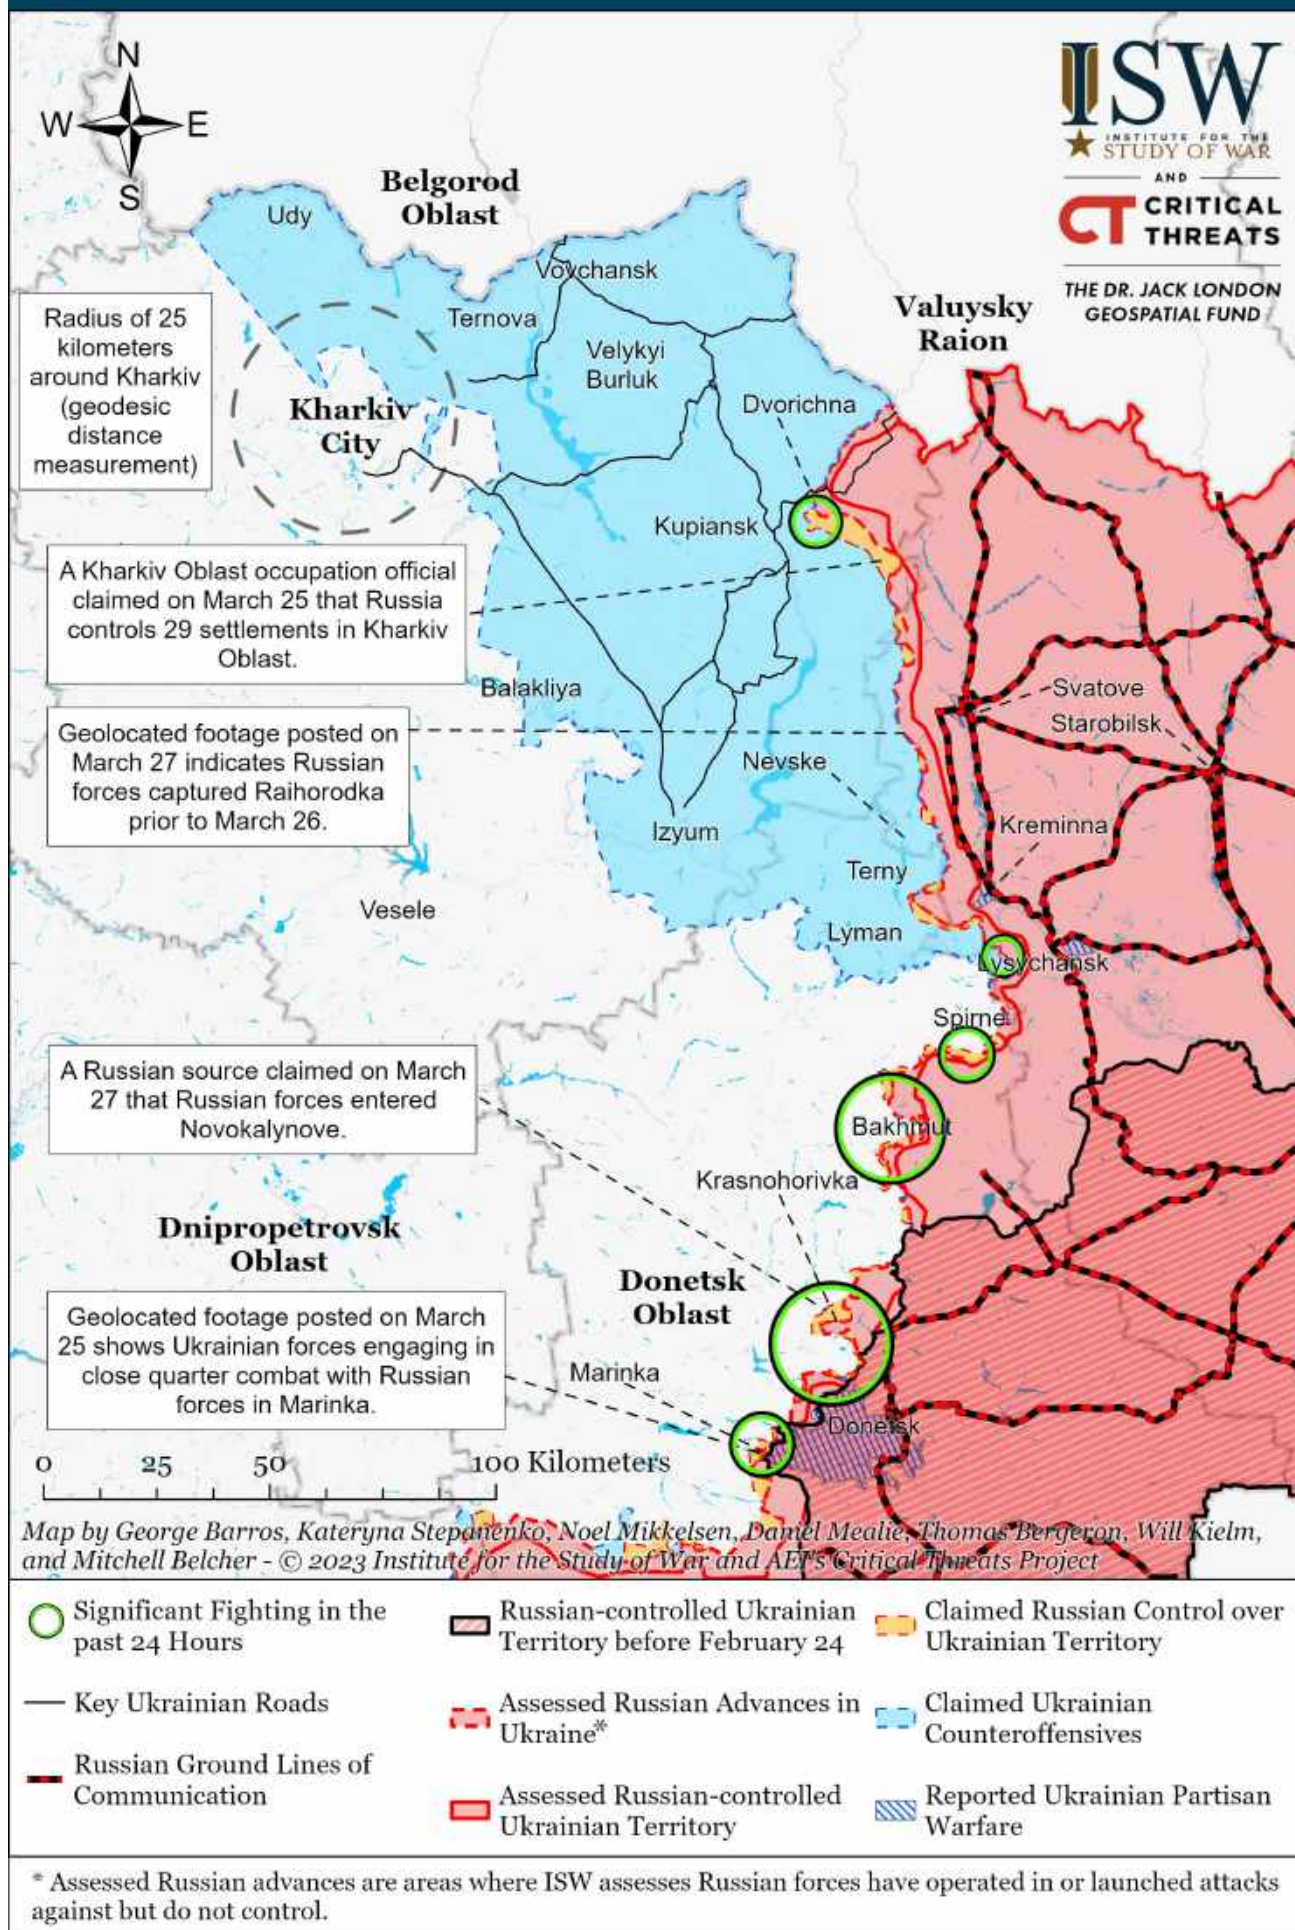 N
W
E
S
ISW
INSTITUTE FOR THE
STUDY OF WAR
AND
CT CRITICAL
THREATS
THE DR. JACK LONDON
GEOSPATIAL FUND
Belgorod
Oblast
Udy
Vovchansk
Ternova
Velykyi
Burluk
Valuysky
Raion
Radius of 25
kilometers
around Kharkiv
(geodesic
distance
measurement)
Kharkiv
City
Dvorichna
Kupiansk
A Kharkiv Oblast occupation official
claimed on March 25 that Russia
controls 29 settlements in Kharkiv
Oblast.
Balakliya
Svatove
Starobilsk
Geolocated footage posted on
March 27 indicates Russian
forces captured Raihorodka
prior to March 26.
Nevske
Izyum
Kreminna
Terny
Vesele
Lyman
Lysychansk
Spirne
A Russian source claimed on March
27 that Russian forces entered
Novokalynove.
Bakhmut
Krasnohorivka
Dnipropetrovsk
Oblast
Donetsk
Oblast
Geolocated footage posted on March
25 shows Ukrainian forces engaging in
close quarter combat with Russian
forces in Marinka.
Marinka
Donetsk
0 25 50 100 Kilometers
Map by George Barros, Kateryna Stepanenko, Noel Mikkelsen, Daniel Mealie, Thomas Bergeron, Will Kielm,
and Mitchell Belcher - © 2023 Institute for the Study of War and AEI's Critical Threats Project
Significant Fighting in the
past 24 Hours
Key Ukrainian Roads
Russian Ground Lines of
Communication
Russian-controlled Ukrainian
Territory before February 24
Assessed Russian Advances in
Ukraine*
Assessed Russian-controlled
Ukrainian Territory
Claimed Russian Control over
Ukrainian Territory
Claimed Ukrainian
Counteroffensives
Reported Ukrainian Partisan
Warfare
* Assessed Russian advances are areas where ISW assesses Russian forces have operated in or launched attacks
against but do not control.